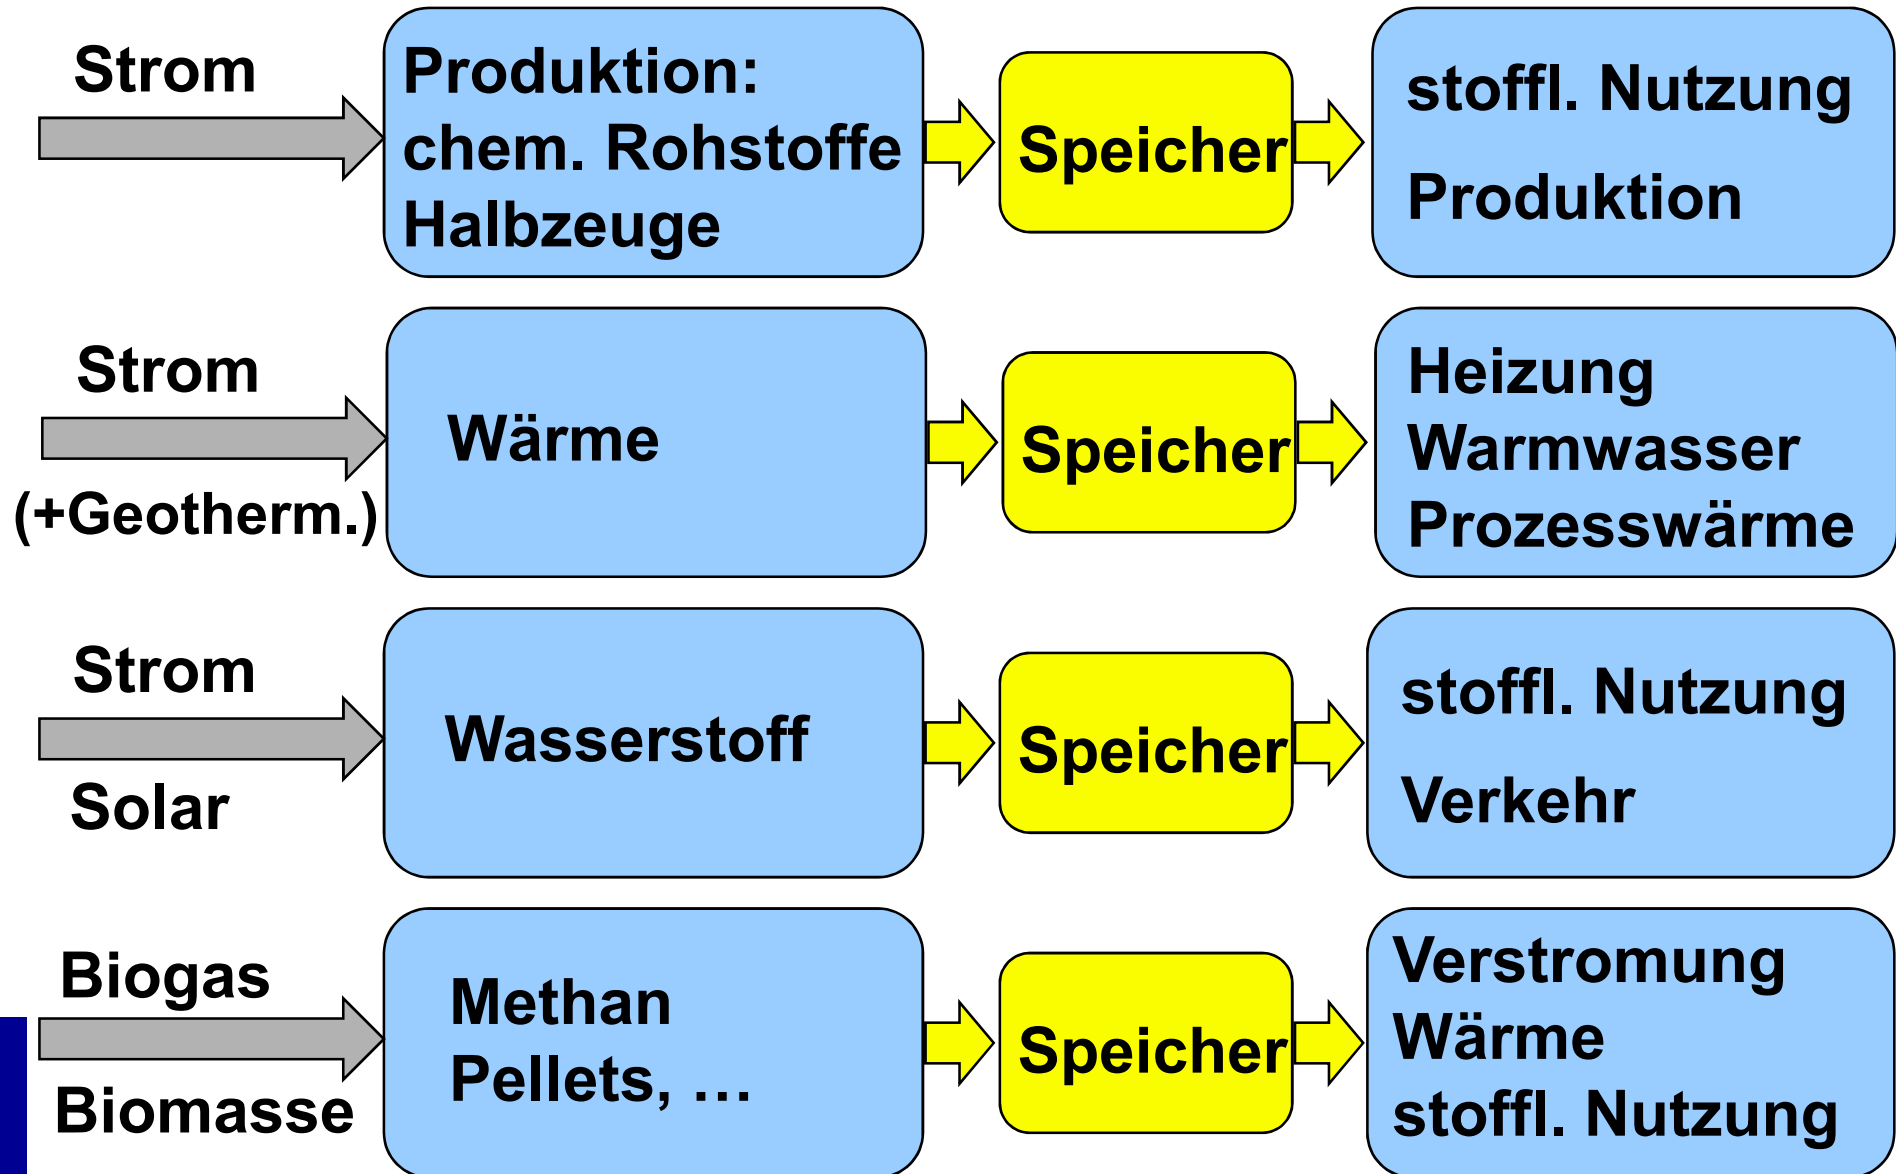 Strom
Produktion:
chem. Rohstoffe
Halbzeuge
Speicher
stoffl. Nutzung
Produktion
Strom
(+Geotherm.)
Wärme
Speicher
Heizung
Warmwasser
Prozesswärme
Strom
Solar
Wasserstoff
Speicher
stoffl. Nutzung
Verkehr
Biogas
Biomasse
Methan
Pellets, …
Speicher
Verstromung
Wärme
stoffl. Nutzung